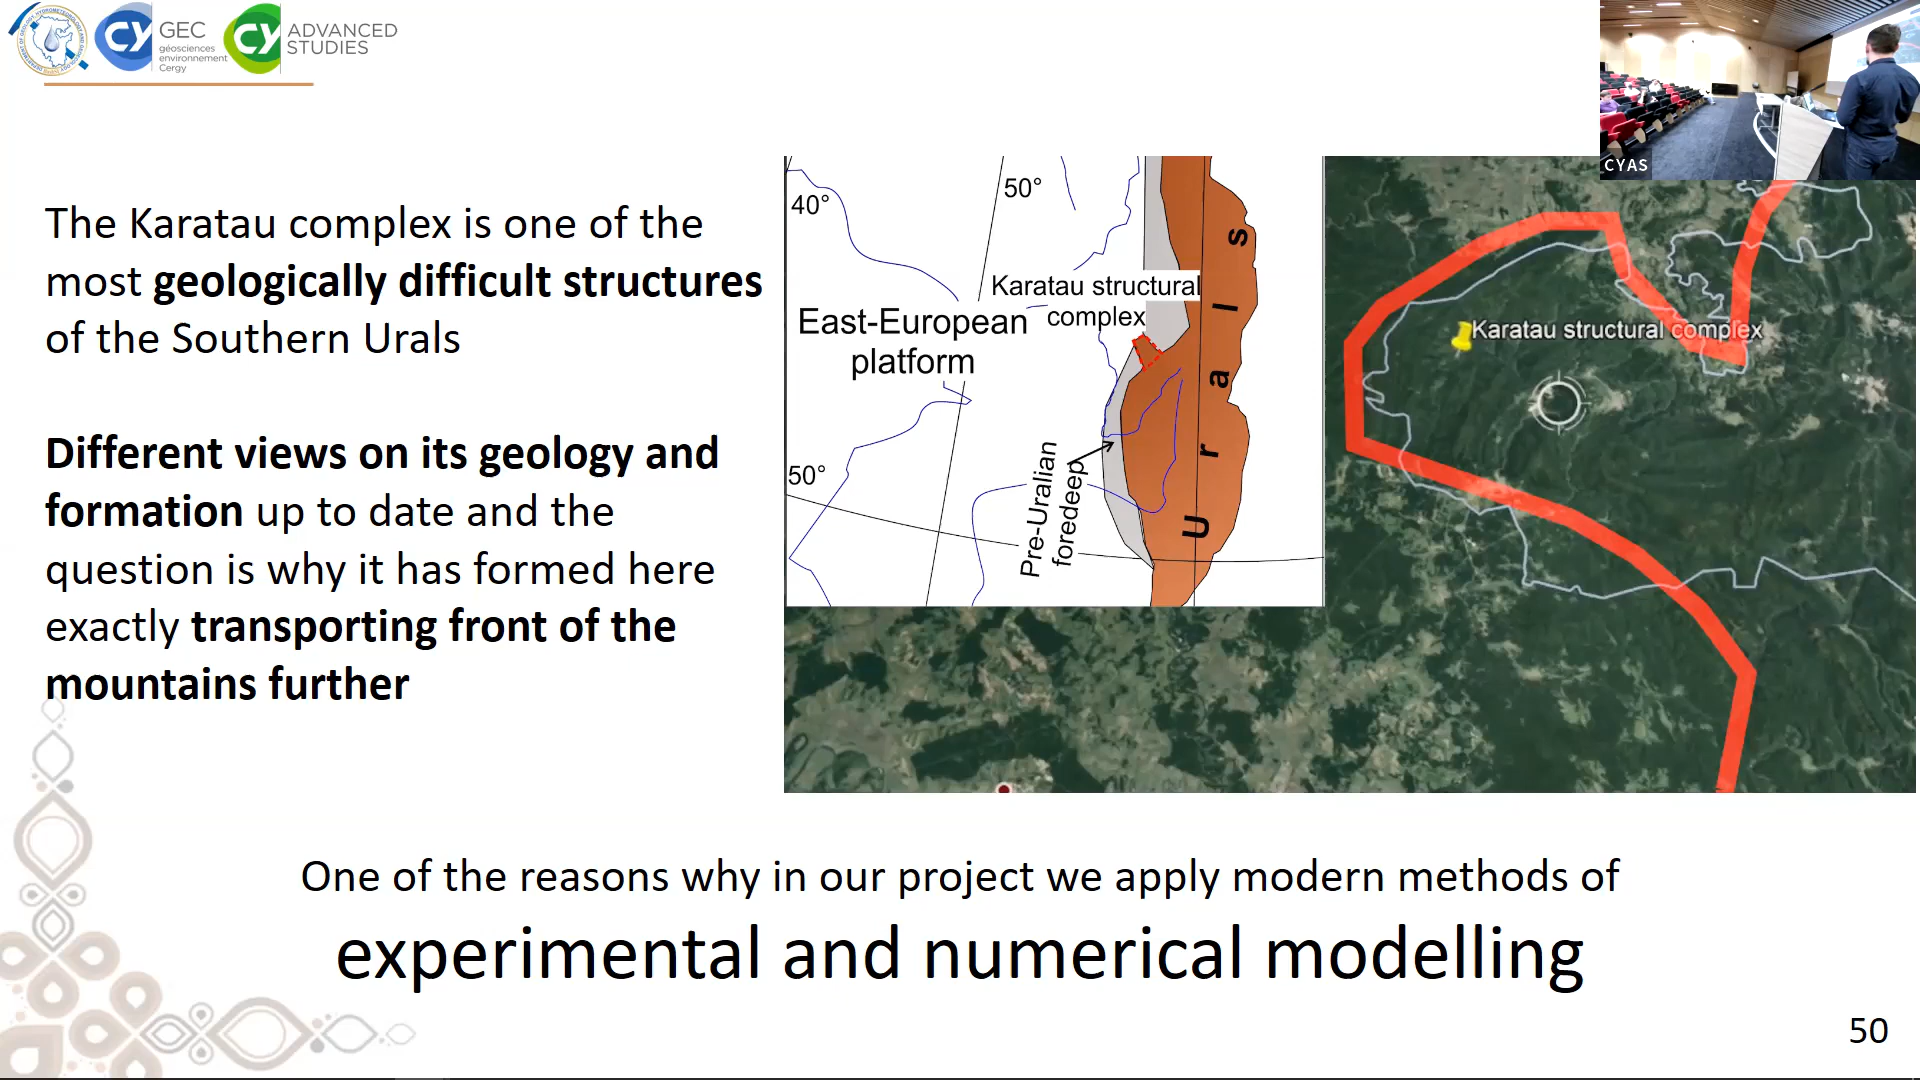 CY
GEC
géosciences
environnement
Cergy
CY
ADVANCED
STUDIES
CYAS
The Karatau complex is one of the
most geologically difficult structures
of the Southern Urals
Different views on its geology and
formation up to date and the
question is why it has formed here
exactly transporting front of the
mountains further
40°
50°
Karatau structural
complex
East-European
platform
50°
Pre-Uralian
foredeep
Urals
Karatau structural complex
One of the reasons why in our project we apply modern methods of
experimental and numerical modelling
50